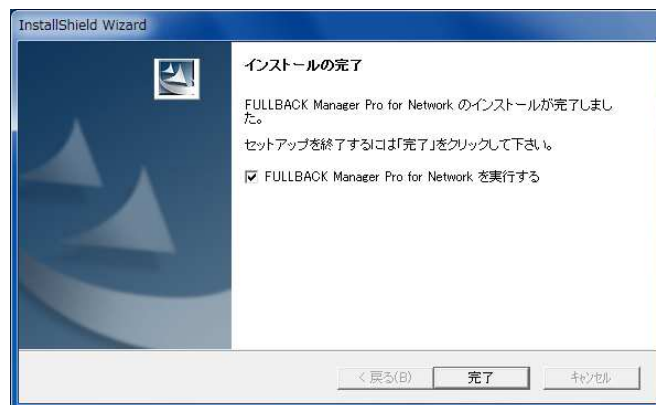 InstallShield Wizard
インストールの完了
FULLBACK Manager Pro for Network のインストールが完了しまし
た。
セットアップを終了するには「完了」をクリックして下さい。
FULLBACK Manager Pro for Network を実行する
< 戻る(B)
完了
キャンセル